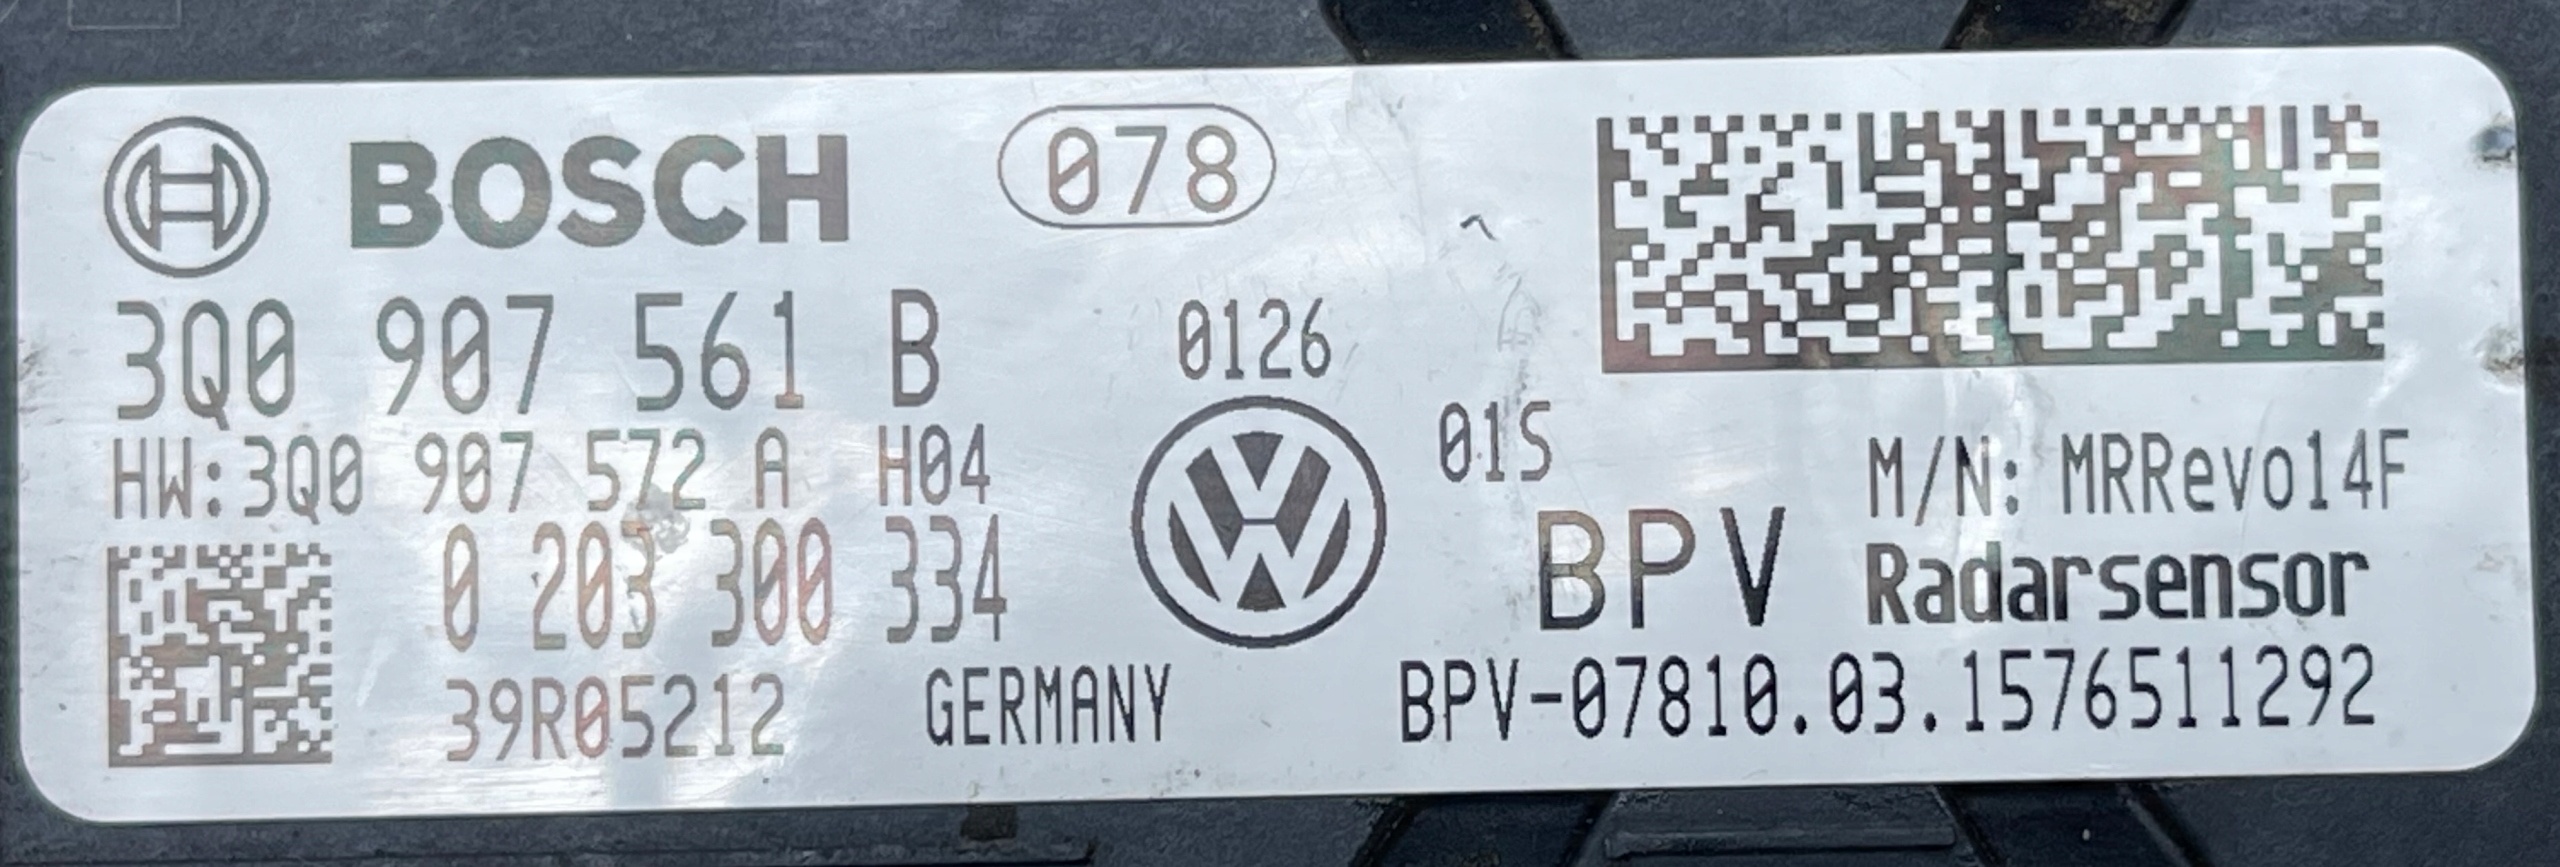 BOSCH 078
3Q0 907 561 B 0126
HW:3Q0 907 572 A H04 01S M/N: MRRevo14F
0 203 300 334 BPV Radarsensor
39R05212 GERMANY BPV-07810.03.1576511292